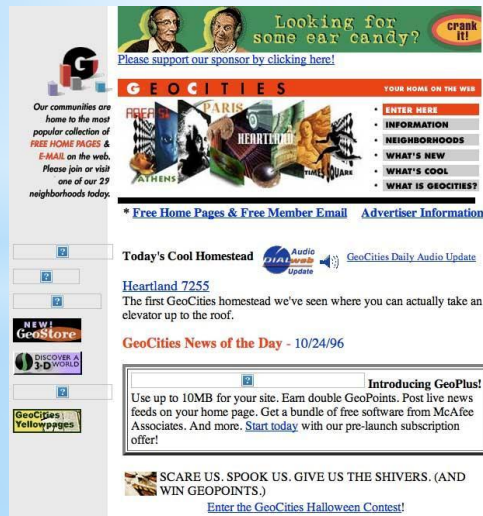 Looking for
some ear candy?
crank
it!
Please support our sponsor by clicking here!
G
Our communities are
home to the most
popular collection of
FREE HOME PAGES &
E-MAIL on the web.
Please join or visit
one of our 29
neighborhoods today.
GEOCITIES
YOUR HOME ON THE WEB
AREA 51
PARIS
HEARTLAND
ATHENS
TIMES SQUARE
• ENTER HERE
• INFORMATION
• NEIGHBORHOODS
• WHAT'S NEW
• WHAT'S COOL
• WHAT IS GEOCITIES?
* Free Home Pages & Free Member Email Advertiser Information
Today's Cool Homestead
Audio
DIALweb
Update
GeoCities Daily Audio Update
Heartland 7255
The first GeoCities homestead we've seen where you can actually take an
elevator up to the roof.
GeoCities News of the Day - 10/24/96
NEW!
GeoStore
DISCOVER A
3-D WORLD
GeoCities
Yellowpages
Introducing GeoPlus!
Use up to 10MB for your site. Earn double GeoPoints. Post live news
feeds on your home page. Get a bundle of free software from McAfee
Associates. And more. Start today with our pre-launch subscription
offer!
SCARE US. SPOOK US. GIVE US THE SHIVERS. (AND
WIN GEOPOINTS.)
Enter the GeoCities Halloween Contest!